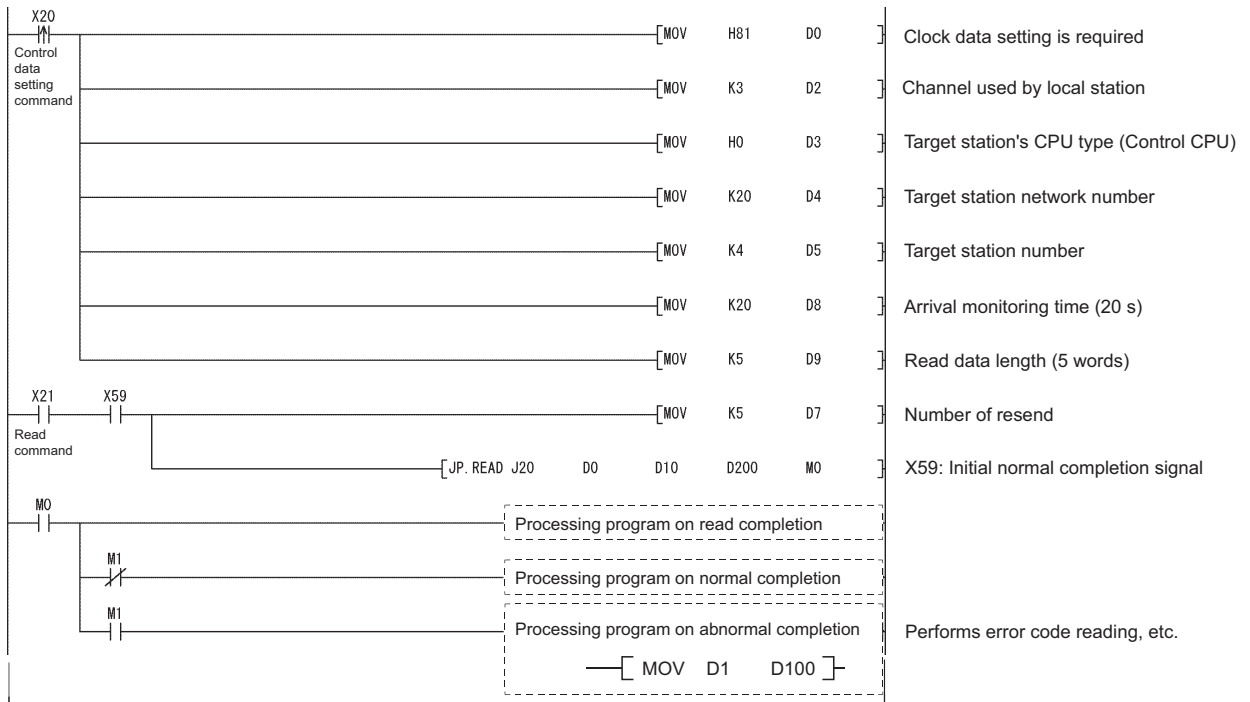 X20
[MOV H81 D0 ] Clock data setting is required
Control
data
setting
command
[MOV K3 D2 ] Channel used by local station
[MOV H0 D3 ] Target station's CPU type (Control CPU)
[MOV K20 D4 ] Target station network number
[MOV K4 D5 ] Target station number
[MOV K20 D8 ] Arrival monitoring time (20 s)
[MOV K5 D9 ] Read data length (5 words)
X21 X59
[MOV K5 D7 ] Number of resend
Read
command
[JP.READ J20 D0 D10 D200 M0 ] X59: Initial normal completion signal
M0
Processing program on read completion
M1
Processing program on normal completion
M1
Processing program on abnormal completion Performs error code reading, etc.
[ MOV D1 D100 ]